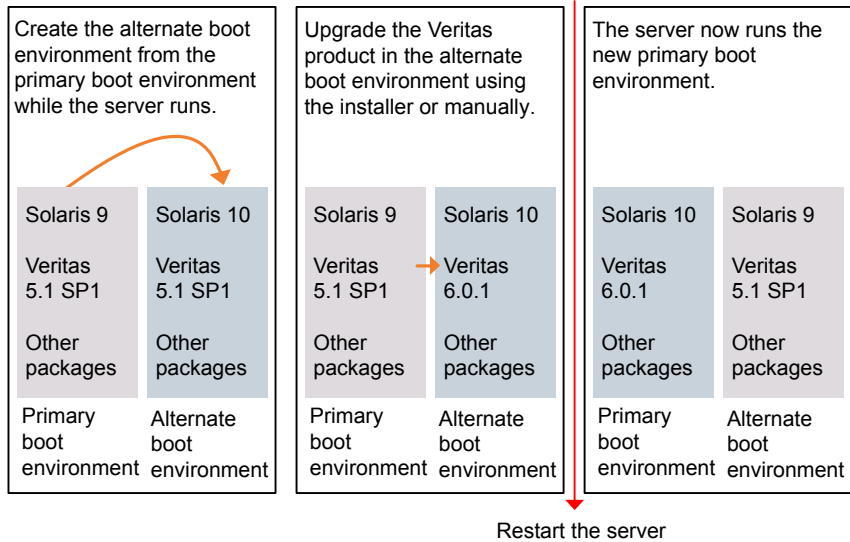 Create the alternate boot
environment from the
primary boot environment
while the server runs.
Solaris 9
Veritas
5.1 SP1
Other
packages
Primary
boot
environment
Solaris 10
Veritas
5.1 SP1
Other
packages
Alternate
boot
environment
Upgrade the Veritas
product in the alternate
boot environment using
the installer or manually.
Solaris 9
Veritas
5.1 SP1
Other
packages
Primary
boot
environment
Solaris 10
Veritas
6.0.1
Other
packages
Alternate
boot
environment
The server now runs the
new primary boot
environment.
Solaris 10
Veritas
6.0.1
Other
packages
Primary
boot
environment
Solaris 9
Veritas
5.1 SP1
Other
packages
Alternate
boot
environment
Restart the server